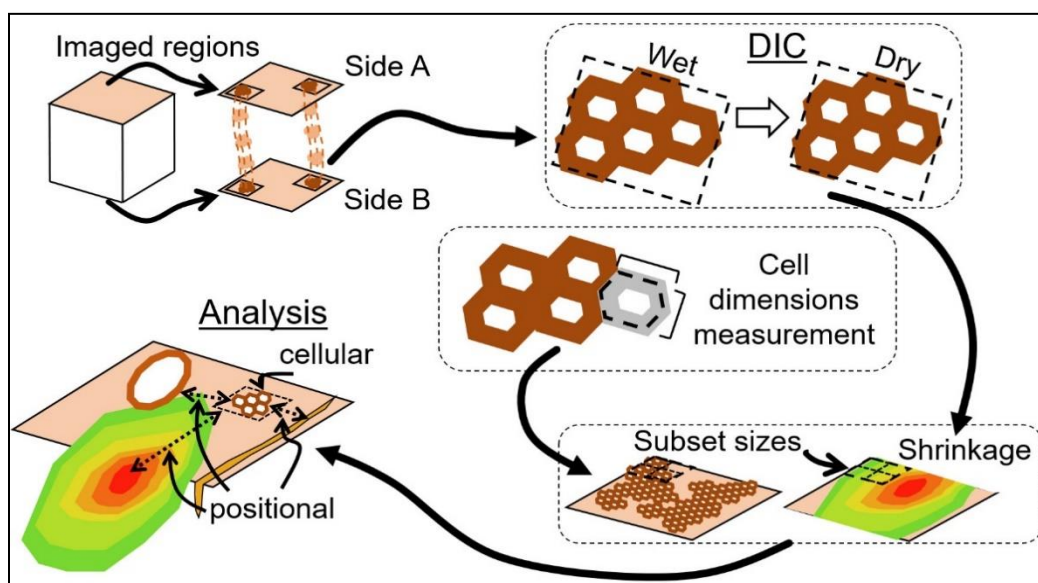 Imaged regions
Side A
Side B
DIC
Wet
Dry
Cell
dimensions
measurement
Analysis
cellular
positional
Subset sizes
Shrinkage